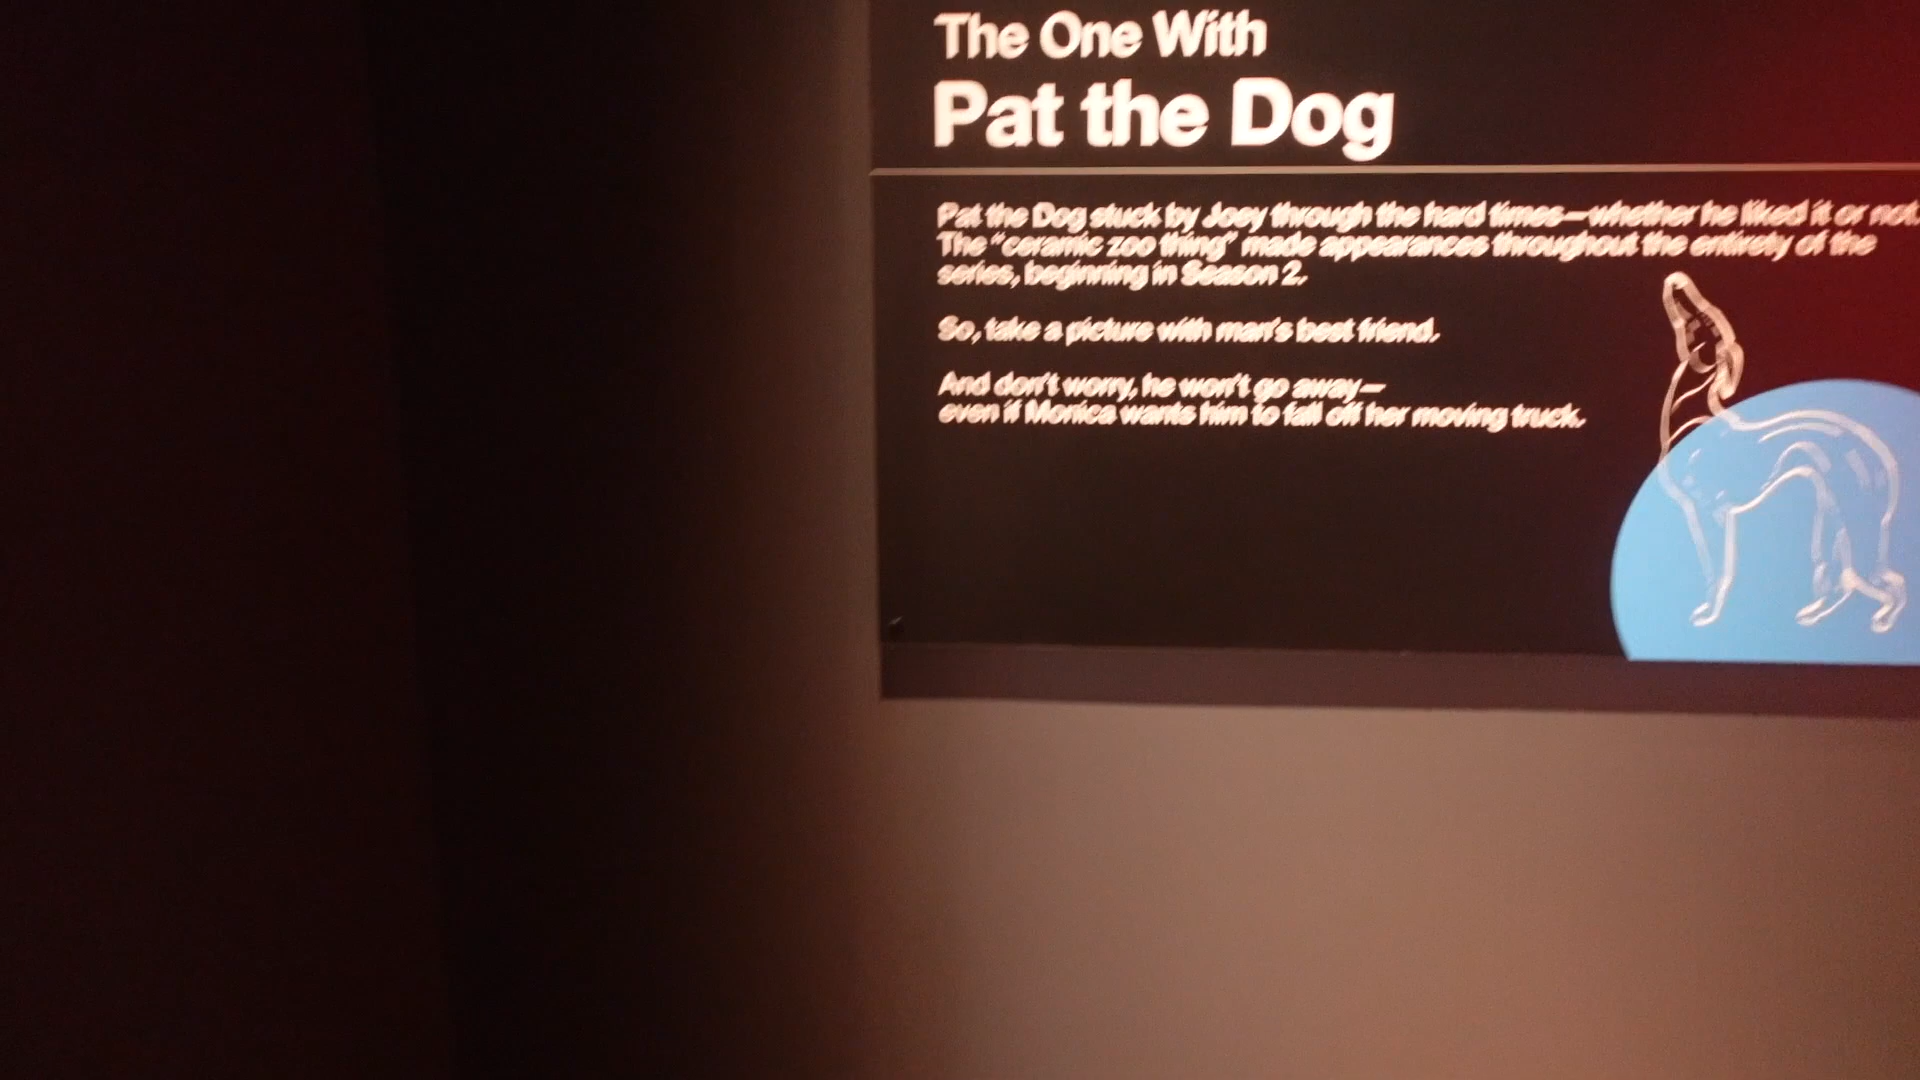 The One With
Pat the Dog
Pat the Dog stuck by Joey through the hard times—whether he liked it or not.
The “ceramic zoo thing” made appearances throughout the entirety of the
series, beginning in Season 2.
So, take a picture with man's best friend.
And don't worry, he won't go away—
even if Monica wants him to fall off her moving truck.